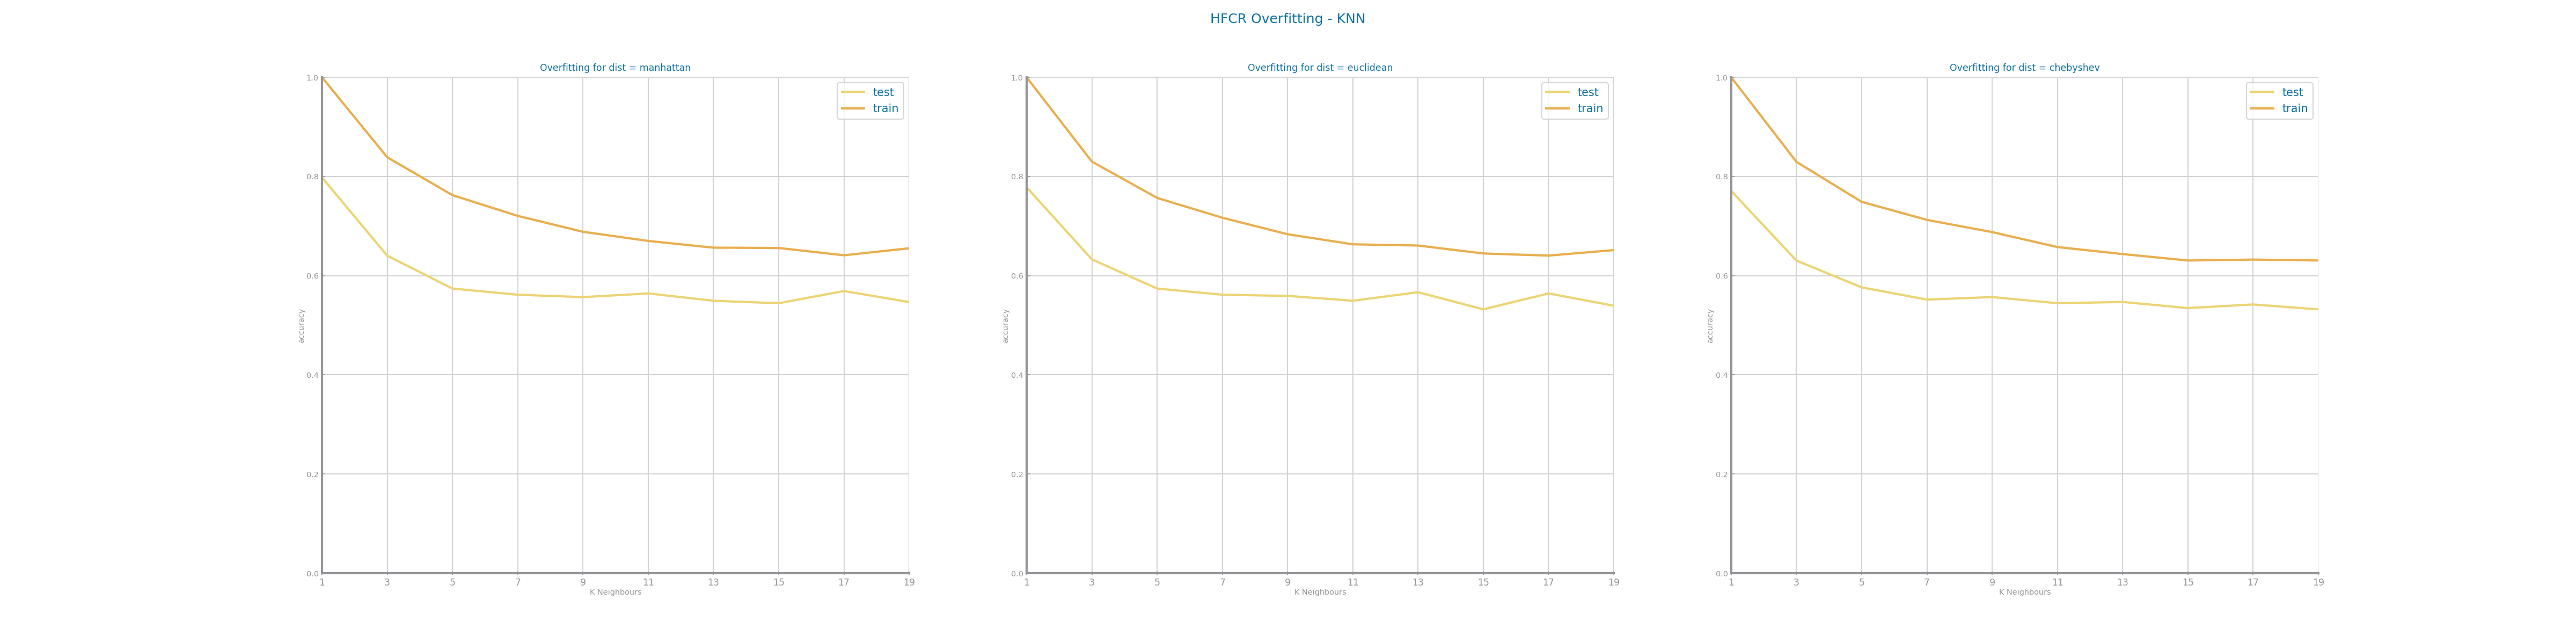 HFCR Overfitting - KNN
Overfitting for dist = manhattan
1.0
0.8
0.6
0.4
0.2
0.0
accuracy
test
train
1 3 5 7 9 11 13 15 17 19
K Neighbours
Overfitting for dist = euclidean
1.0
0.8
0.6
0.4
0.2
0.0
accuracy
test
train
1 3 5 7 9 11 13 15 17 19
K Neighbours
Overfitting for dist = chebyshev
1.0
0.8
0.6
0.4
0.2
0.0
accuracy
test
train
1 3 5 7 9 11 13 15 17 19
K Neighbours